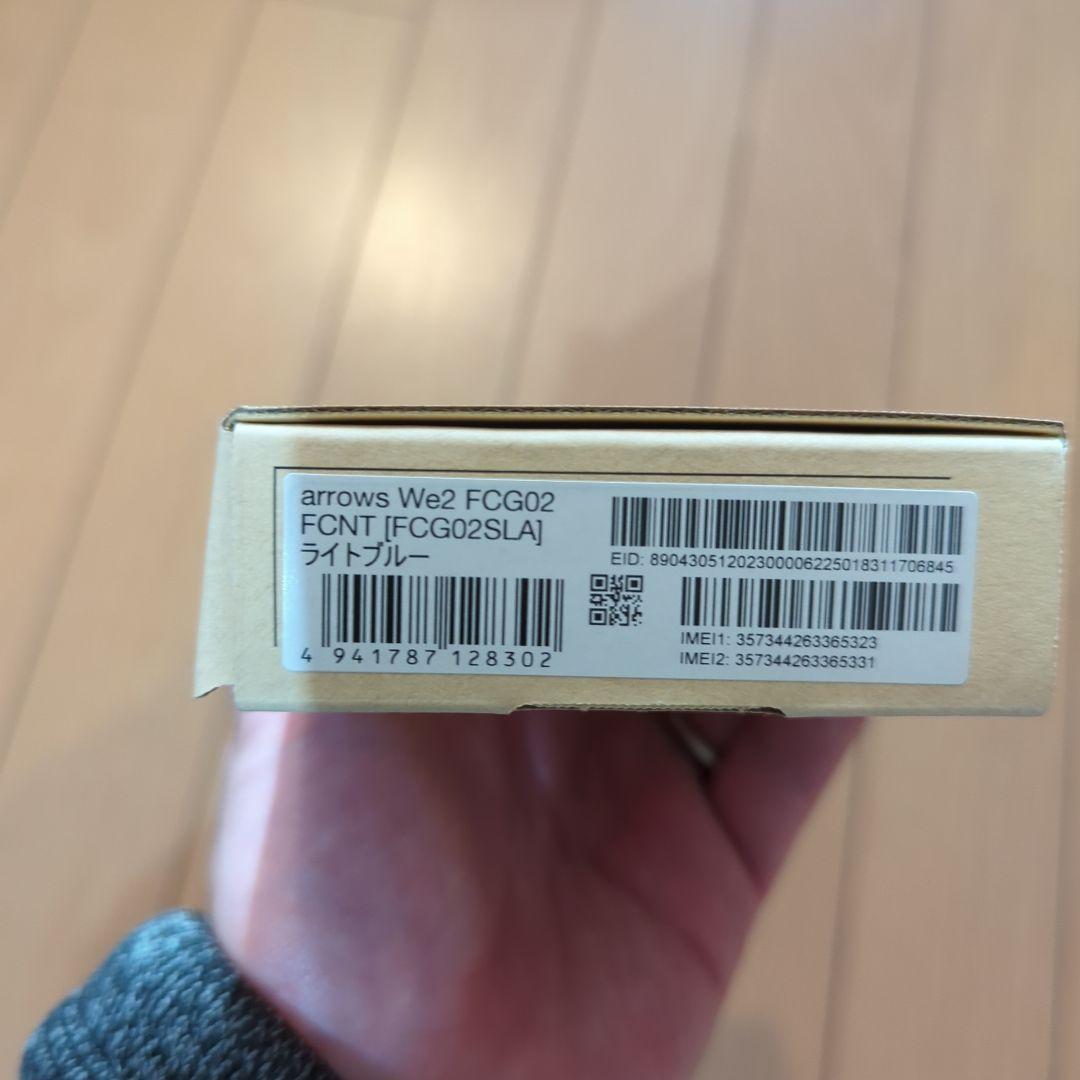 arrows We2 FCG02
FCNT [FCG02SLA]
ライトブルー
4 941787 128302
EID: 89043051202300006225018311706845
IMEI1: 357344263365323
IMEI2: 357344263365331